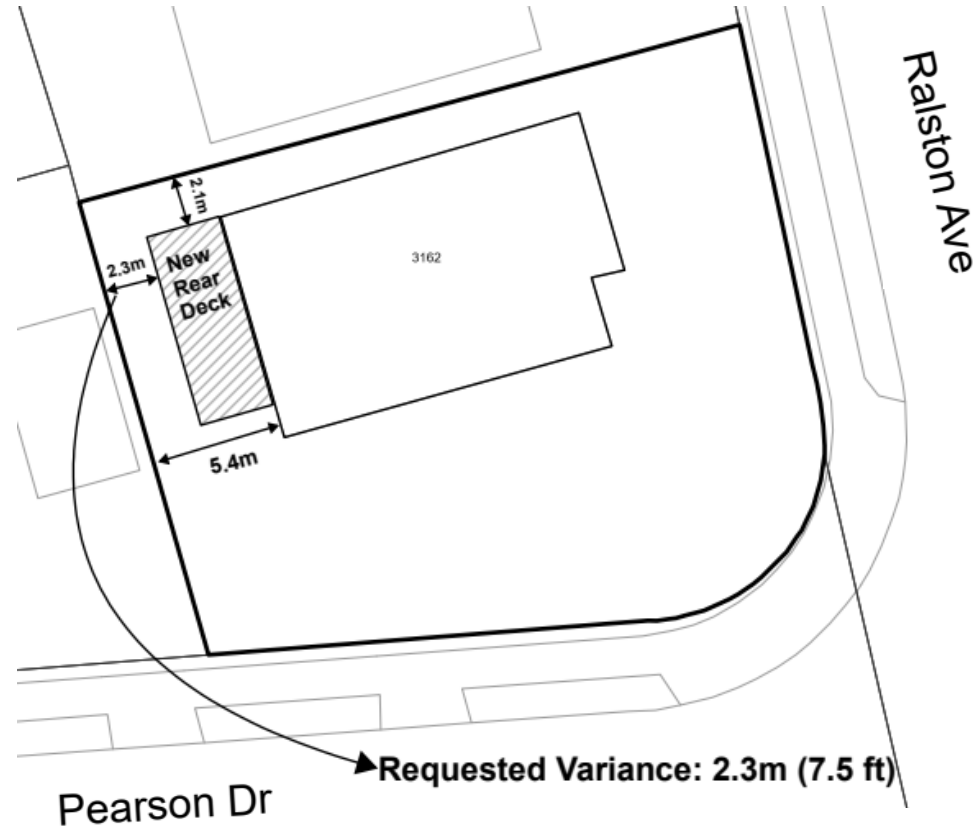 Ralston Ave
2.1m
2.3m
New
Rear
Deck
3162
5.4m
Requested Variance: 2.3m (7.5 ft)
Pearson Dr